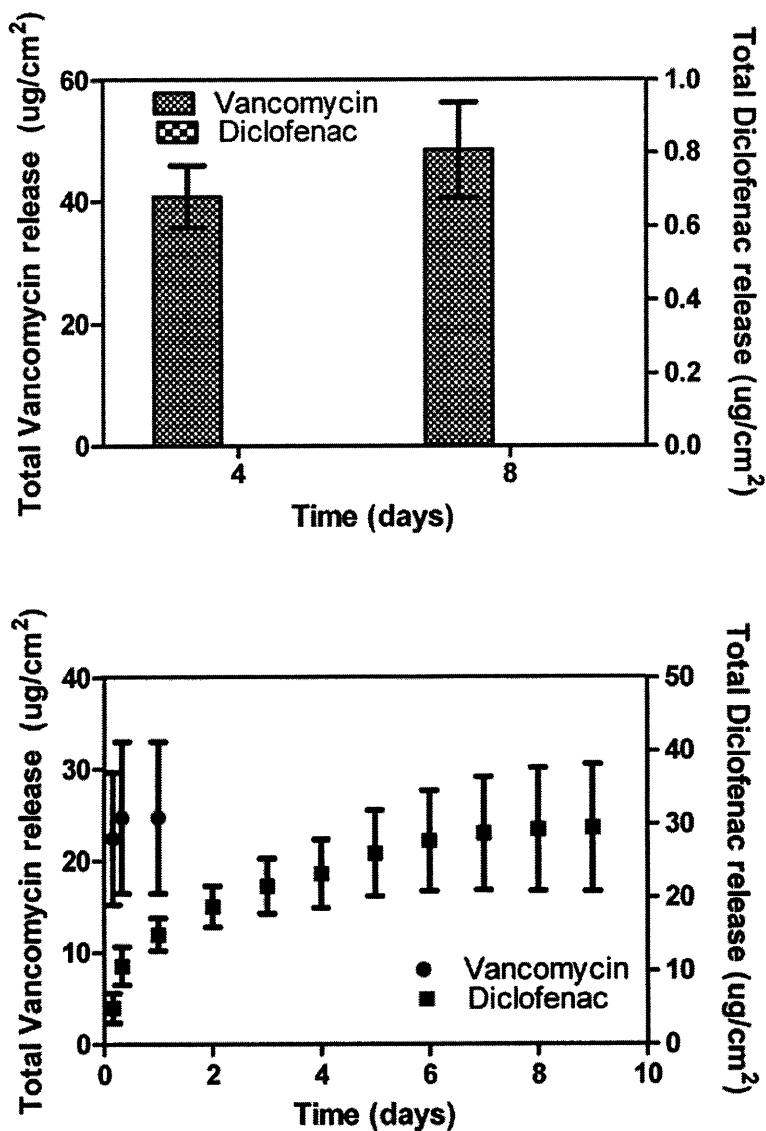 Total Vancomycin release (ug/cm²)
60
40
20
0
Vancomycin
Diclofenac
4
8
Time (days)
1.0
0.8
0.6
0.4
0.2
0.0
Total Diclofenac release (ug/cm²)
Total Vancomycin release (ug/cm²)
40
30
20
10
0
Vancomycin
Diclofenac
0 2 4 6 8 10
Time (days)
50
40
30
20
10
0
Total Diclofenac release (ug/cm²)